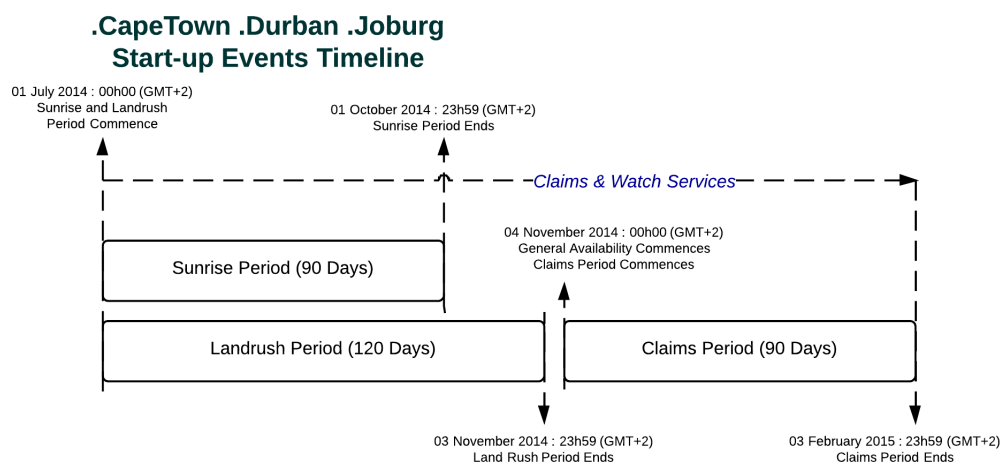 .CapeTown .Durban .Joburg
Start-up Events Timeline
01 July 2014 : 00h00 (GMT+2)
Sunrise and Landrush
Period Commence
01 October 2014 : 23h59 (GMT+2)
Sunrise Period Ends
Claims & Watch Services
04 November 2014 : 00h00 (GMT+2)
General Availability Commences
Claims Period Commences
Sunrise Period (90 Days)
Landrush Period (120 Days)
Claims Period (90 Days)
03 November 2014 : 23h59 (GMT+2)
Land Rush Period Ends
03 February 2015 : 23h59 (GMT+2)
Claims Period Ends